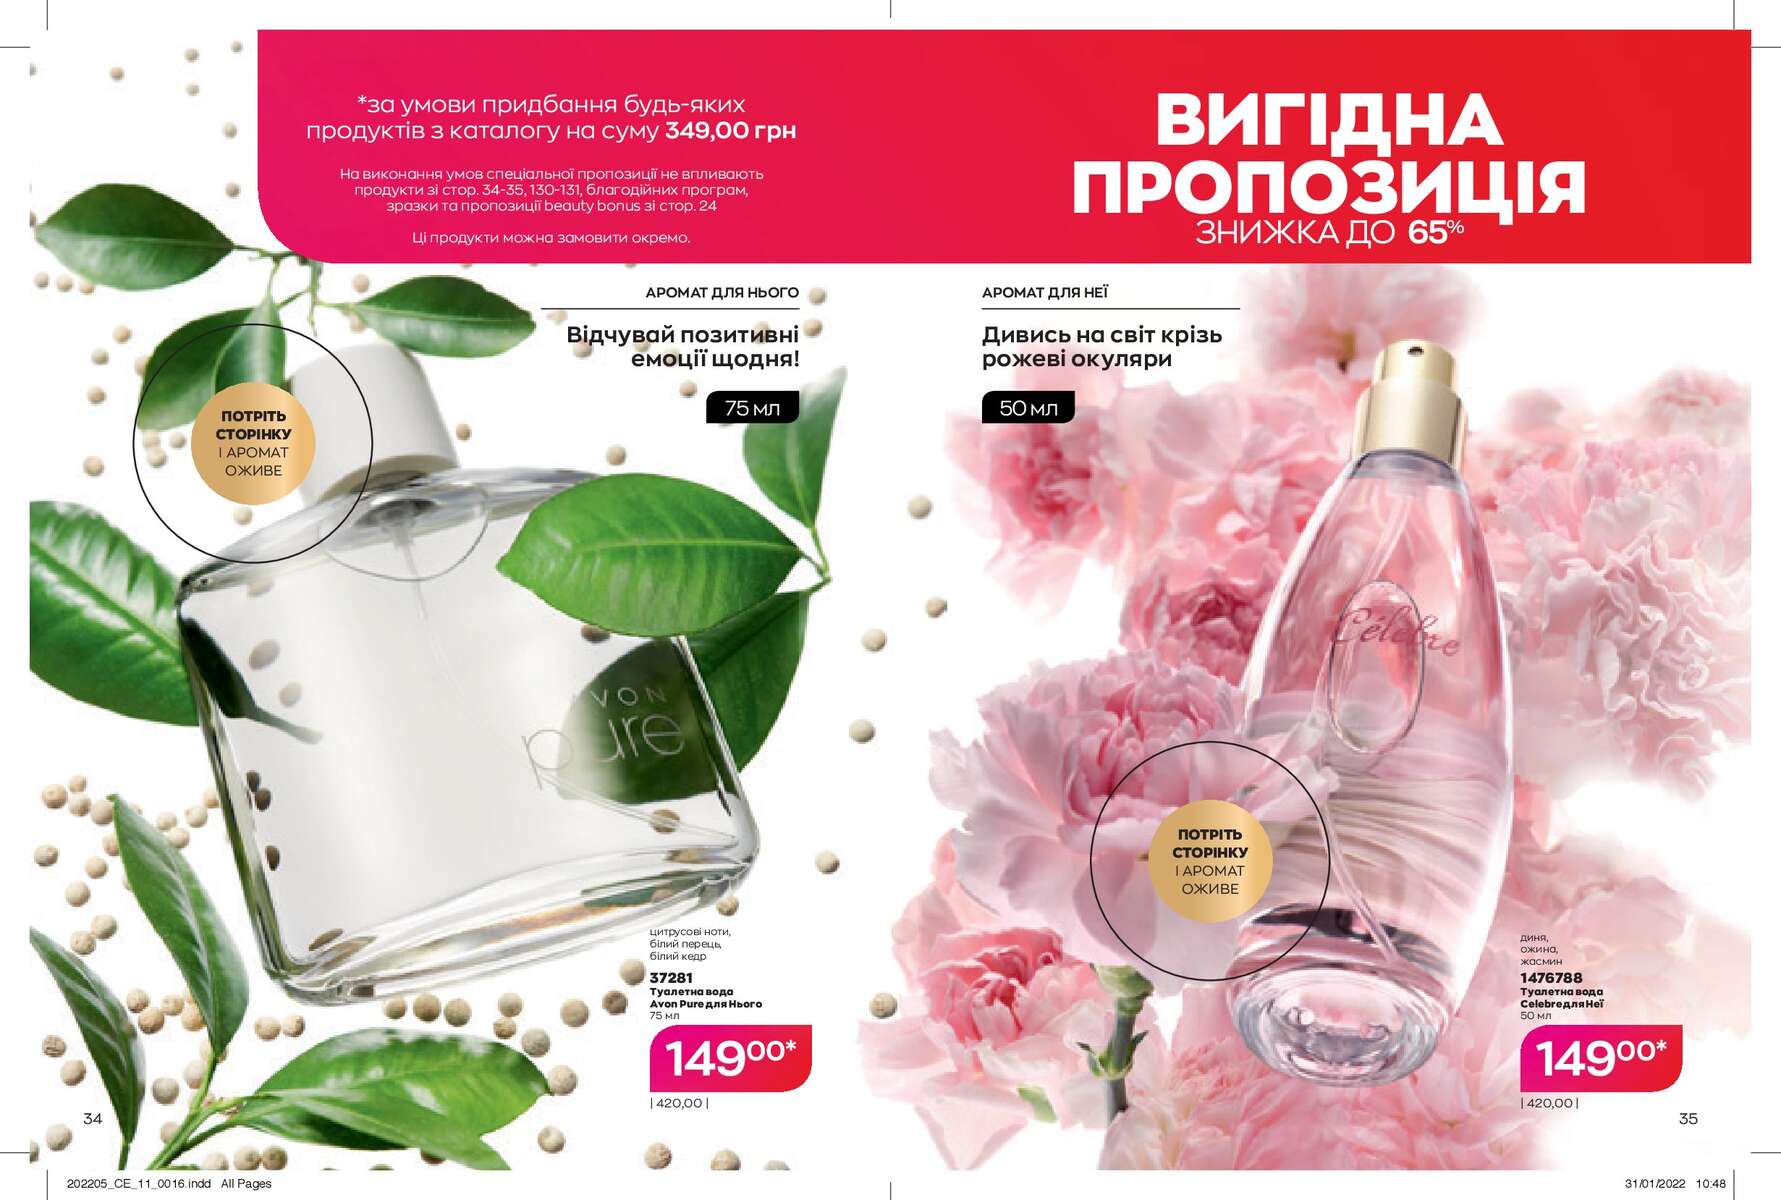 *за умови придбання будь-яких
продуктів з каталогу на суму 349,00 грн
На виконання умов спеціальної пропозиції не впливають
продукти зі стор. 34-35, 130-131, благодійних програм,
зразки та пропозиції beauty bonus зі стор. 24
Ці продукти можна замовити окремо.
ВИГІДНА
ПРОПОЗИЦІЯ
ЗНИЖКА ДО 65%
АРОМАТ ДЛЯ НЬОГО
Відчувай позитивні
емоції щодня!
75 мл
ПОТРІТЬ
СТОРІНКУ
І АРОМАТ
ОЖИВЕ
AVON
pure
цитрусові ноти,
білий перець,
білий кедр
37281
Туалетна вода
Avon Pure для Нього
75 мл
14900*
| 420,00 |
34
АРОМАТ ДЛЯ НЕЇ
Дивись на світ крізь
рожеві окуляри
50 мл
Célebre
ПОТРІТЬ
СТОРІНКУ
І АРОМАТ
ОЖИВЕ
диня,
ожина,
жасмин
1476788
Туалетна вода
Celebre для Неї
50 мл
14900*
| 420,00 |
35
202205_CE_11_0016.indd All Pages
31/01/2022 10:48